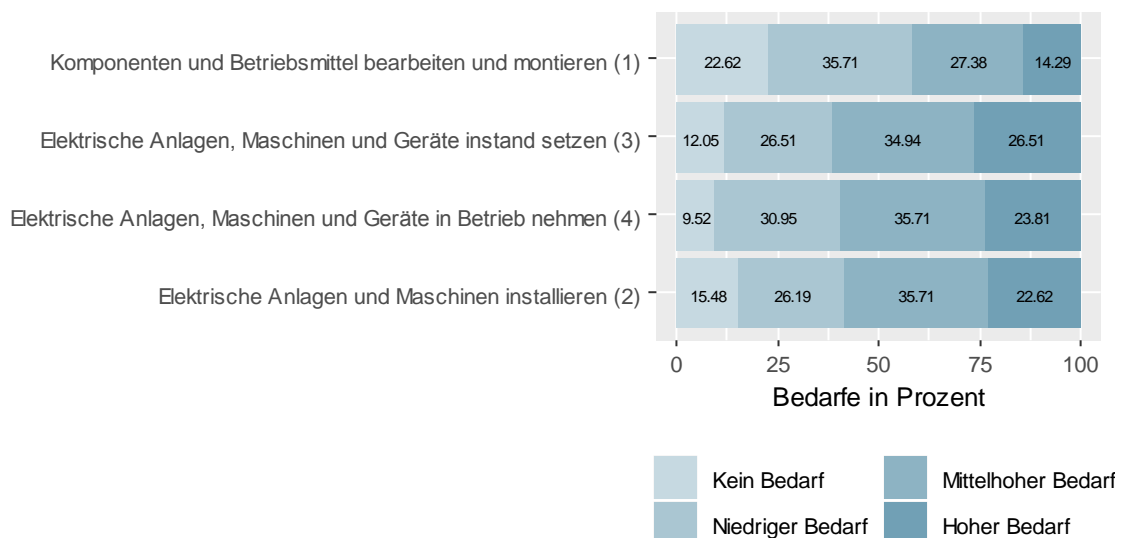 Komponenten und Betriebsmittel bearbeiten und montieren (1) 22.62 35.71 27.38 14.29
Elektrische Anlagen, Maschinen und Geräte instand setzen (3) 12.05 26.51 34.94 26.51
Elektrische Anlagen, Maschinen und Geräte in Betrieb nehmen (4) 9.52 30.95 35.71 23.81
Elektrische Anlagen und Maschinen installieren (2) 15.48 26.19 35.71 22.62
0 25 50 75 100
Bedarfe in Prozent
Kein Bedarf Mittelhoher Bedarf
Niedriger Bedarf Hoher Bedarf